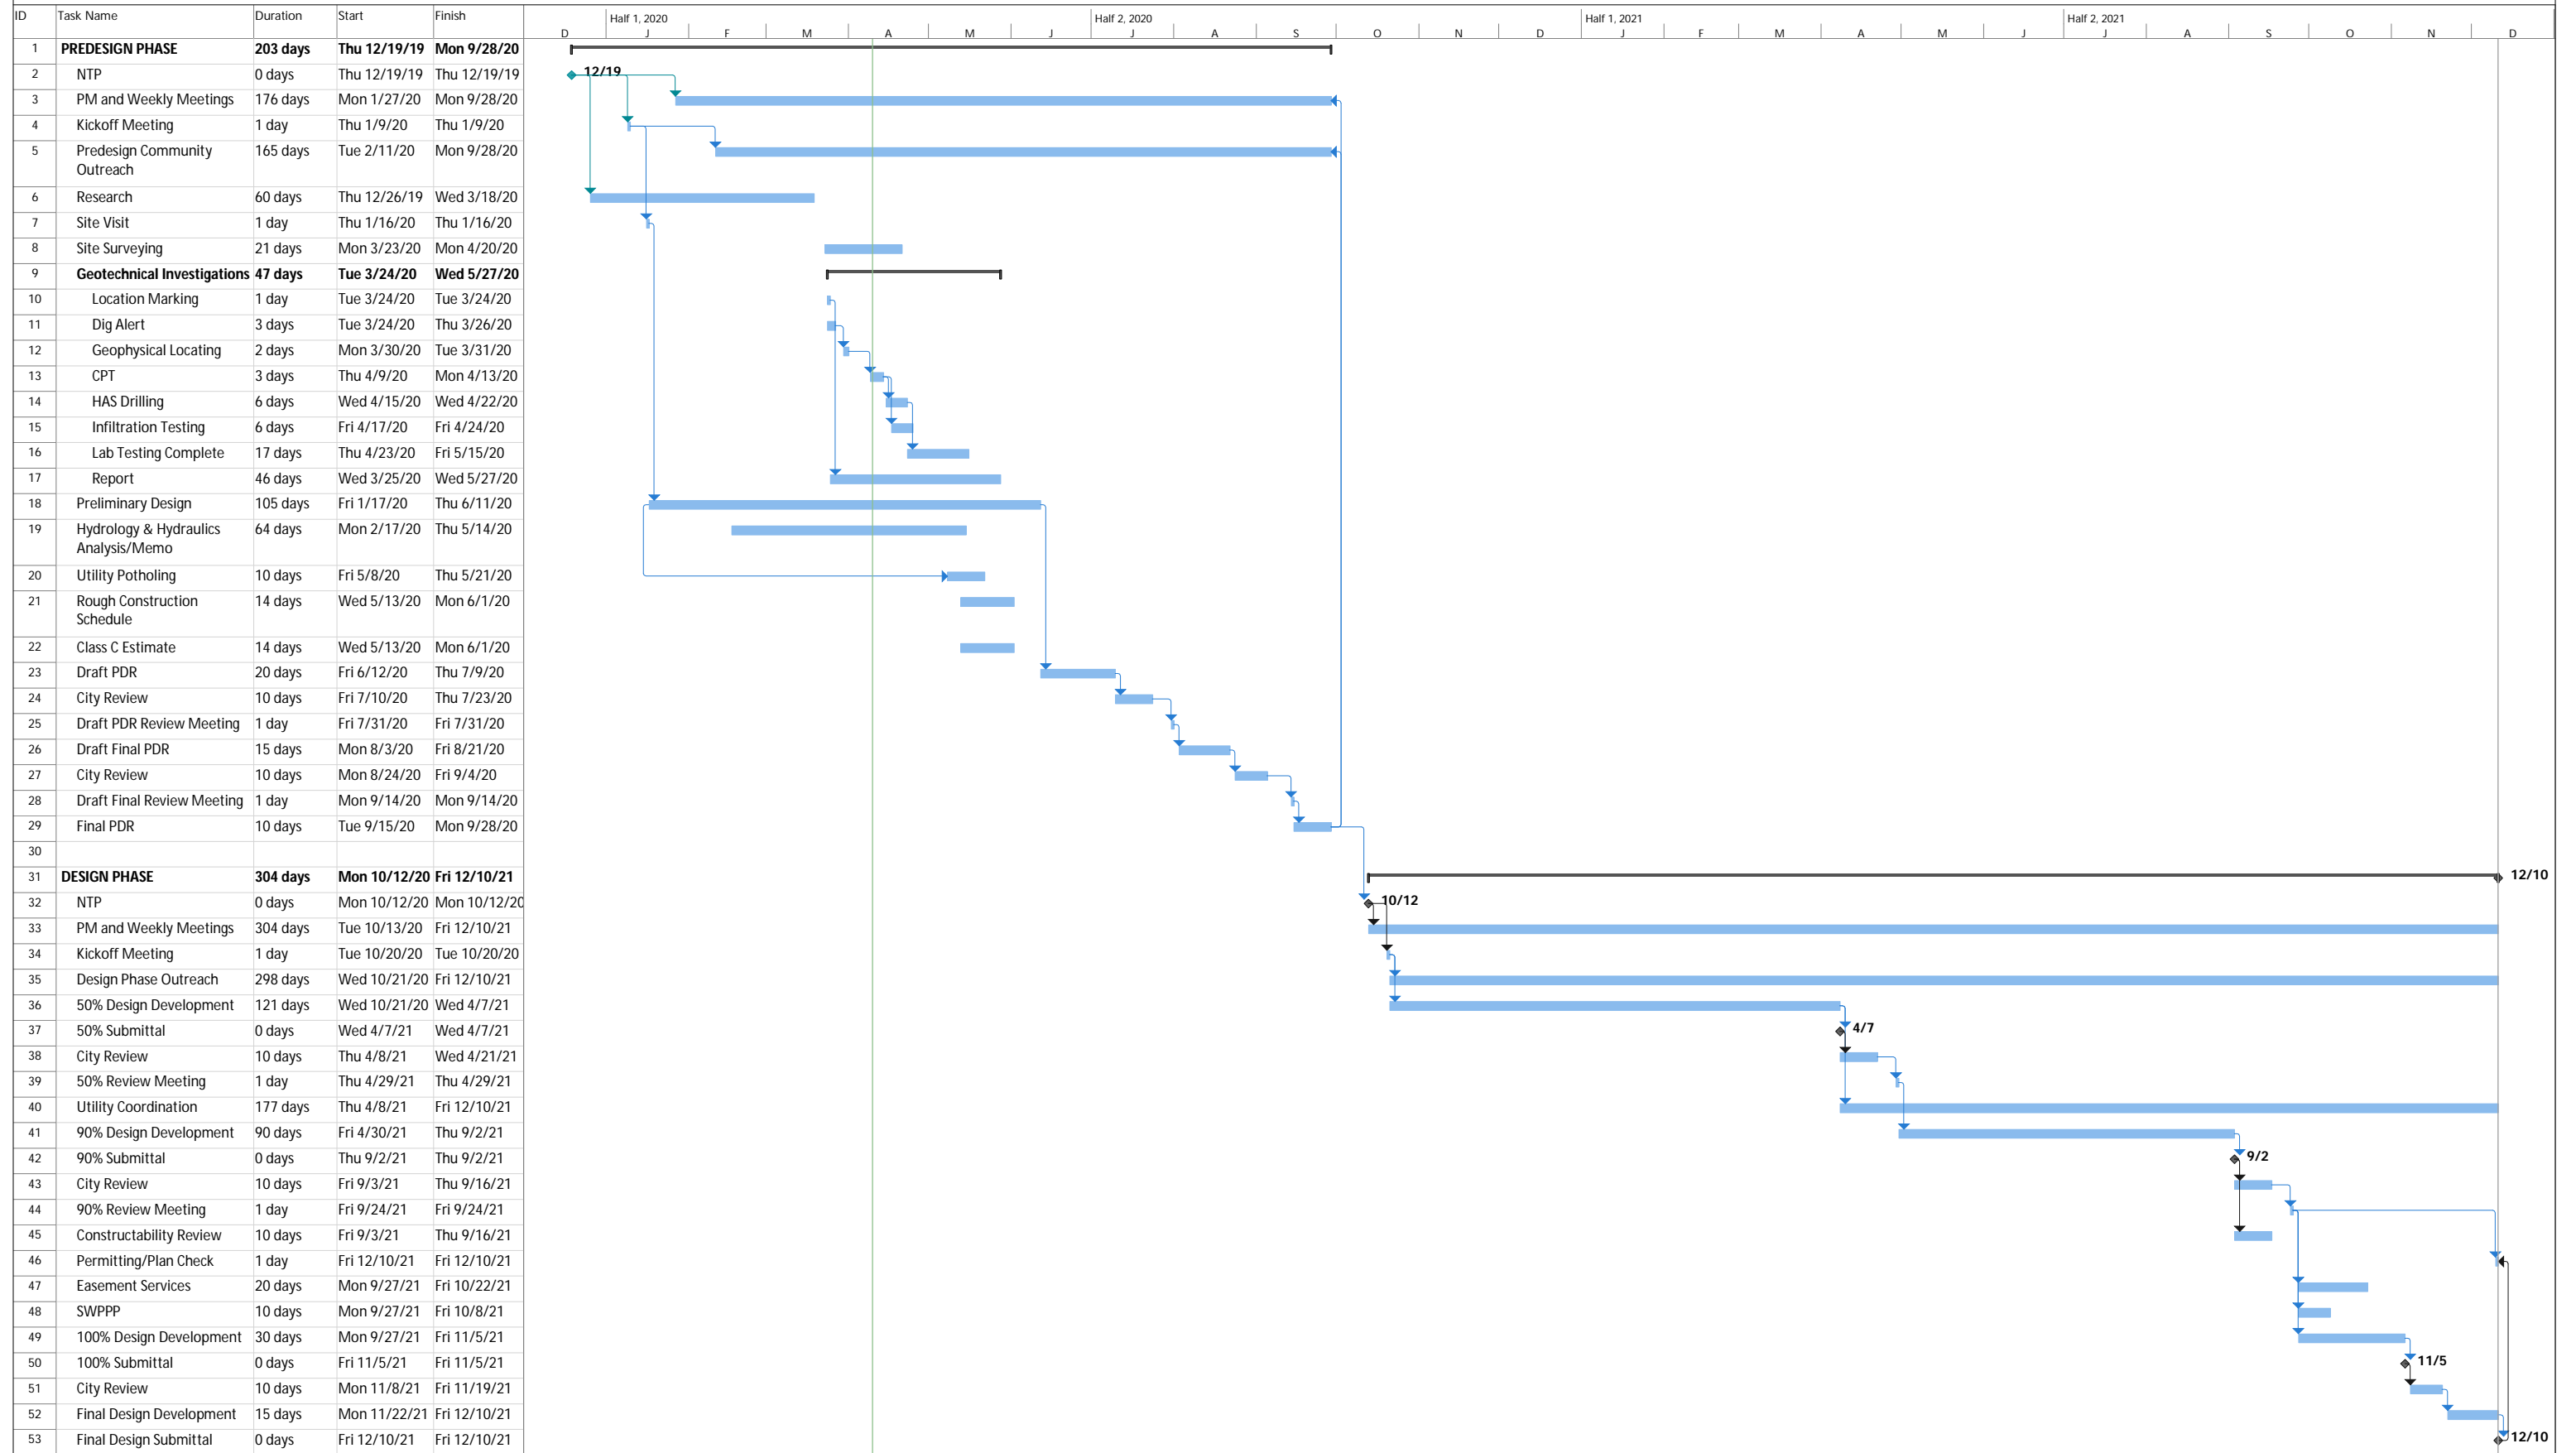 ID Task Name Duration Start Finish Half 1, 2020 Half 2, 2020 Half 1, 2021 Half 2, 2021
D J F M A M J J A S O N D J F M A M J J A S O N D
1 PREDESIGN PHASE 203 days Thu 12/19/19 Mon 9/28/20
2 NTP 0 days Thu 12/19/19 Thu 12/19/19 12/19
3 PM and Weekly Meetings 176 days Mon 1/27/20 Mon 9/28/20
4 Kickoff Meeting 1 day Thu 1/9/20 Thu 1/9/20
5 Predesign Community 165 days Tue 2/11/20 Mon 9/28/20
Outreach
6 Research 60 days Thu 12/26/19 Wed 3/18/20
7 Site Visit 1 day Thu 1/16/20 Thu 1/16/20
8 Site Surveying 21 days Mon 3/23/20 Mon 4/20/20
9 Geotechnical Investigations 47 days Tue 3/24/20 Wed 5/27/20
10 Location Marking 1 day Tue 3/24/20 Tue 3/24/20
11 Dig Alert 3 days Tue 3/24/20 Thu 3/26/20
12 Geophysical Locating 2 days Mon 3/30/20 Tue 3/31/20
13 CPT 3 days Thu 4/9/20 Mon 4/13/20
14 HAS Drilling 6 days Wed 4/15/20 Wed 4/22/20
15 Infiltration Testing 6 days Fri 4/17/20 Fri 4/24/20
16 Lab Testing Complete 17 days Thu 4/23/20 Fri 5/15/20
17 Report 46 days Wed 3/25/20 Wed 5/27/20
18 Preliminary Design 105 days Fri 1/17/20 Thu 6/11/20
19 Hydrology & Hydraulics 64 days Mon 2/17/20 Thu 5/14/20
Analysis/Memo
20 Utility Potholing 10 days Fri 5/8/20 Thu 5/21/20
21 Rough Construction 14 days Wed 5/13/20 Mon 6/1/20
Schedule
22 Class C Estimate 14 days Wed 5/13/20 Mon 6/1/20
23 Draft PDR 20 days Fri 6/12/20 Thu 7/9/20
24 City Review 10 days Fri 7/10/20 Thu 7/23/20
25 Draft PDR Review Meeting 1 day Fri 7/31/20 Fri 7/31/20
26 Draft Final PDR 15 days Mon 8/3/20 Fri 8/21/20
27 City Review 10 days Mon 8/24/20 Fri 9/4/20
28 Draft Final Review Meeting 1 day Mon 9/14/20 Mon 9/14/20
29 Final PDR 10 days Tue 9/15/20 Mon 9/28/20
30
31 DESIGN PHASE 304 days Mon 10/12/20 Fri 12/10/21 12/10
32 NTP 0 days Mon 10/12/20 Mon 10/12/20 10/12
33 PM and Weekly Meetings 304 days Tue 10/13/20 Fri 12/10/21
34 Kickoff Meeting 1 day Tue 10/20/20 Tue 10/20/20
35 Design Phase Outreach 298 days Wed 10/21/20 Fri 12/10/21
36 50% Design Development 121 days Wed 10/21/20 Wed 4/7/21
37 50% Submittal 0 days Wed 4/7/21 Wed 4/7/21 4/7
38 City Review 10 days Thu 4/8/21 Wed 4/21/21
39 50% Review Meeting 1 day Thu 4/29/21 Thu 4/29/21
40 Utility Coordination 177 days Thu 4/8/21 Fri 12/10/21
41 90% Design Development 90 days Fri 4/30/21 Thu 9/2/21
42 90% Submittal 0 days Thu 9/2/21 Thu 9/2/21 9/2
43 City Review 10 days Fri 9/3/21 Thu 9/16/21
44 90% Review Meeting 1 day Fri 9/24/21 Fri 9/24/21
45 Constructability Review 10 days Fri 9/3/21 Thu 9/16/21
46 Permitting/Plan Check 1 day Fri 12/10/21 Fri 12/10/21
47 Easement Services 20 days Mon 9/27/21 Fri 10/22/21
48 SWPPP 10 days Mon 9/27/21 Fri 10/8/21
49 100% Design Development 30 days Mon 9/27/21 Fri 11/5/21
50 100% Submittal 0 days Fri 11/5/21 Fri 11/5/21 11/5
51 City Review 10 days Mon 11/8/21 Fri 11/19/21
52 Final Design Development 15 days Mon 11/22/21 Fri 12/10/21
53 Final Design Submittal 0 days Fri 12/10/21 Fri 12/10/21 12/10